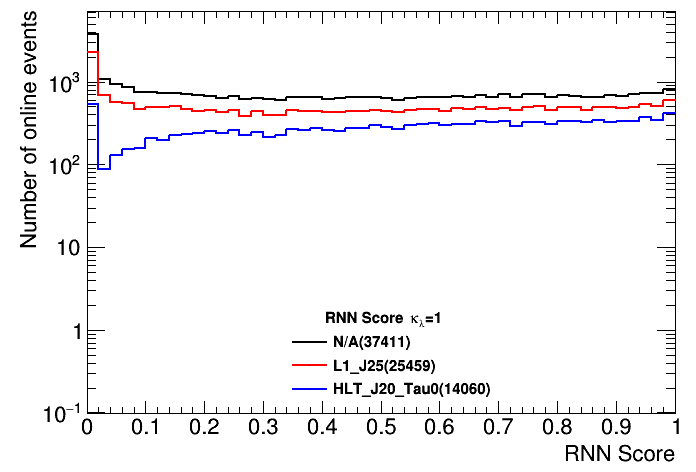 Number of online events
10³
10²
10
1
10⁻¹
RNN Score κλ=1
N/A(37411)
L1_J25(25459)
HLT_J20_Tau0(14060)
0 0.1 0.2 0.3 0.4 0.5 0.6 0.7 0.8 0.9 1
RNN Score